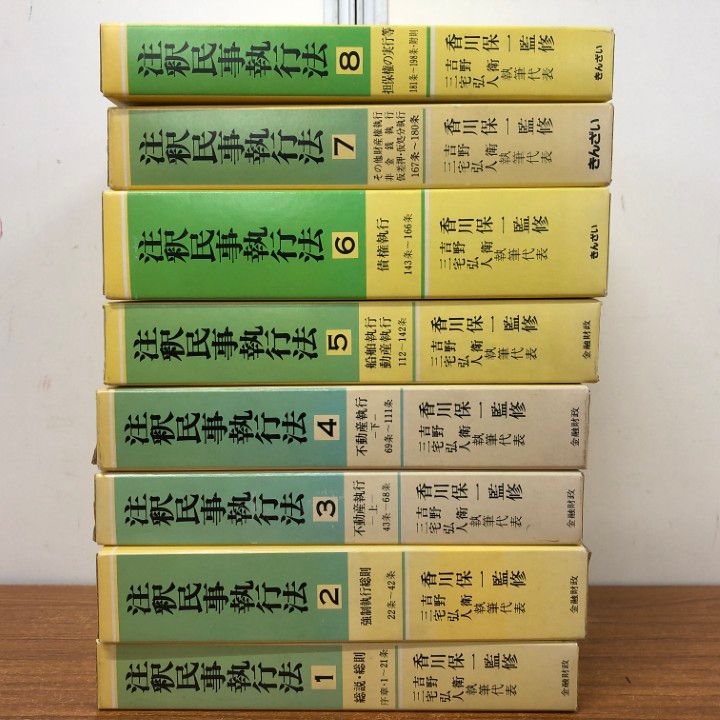 注釈民事執行法
8
担保権の実行等
181条〜198条・附則
香川保一監修
吉野衛
三宅弘人
執筆代表
きんざい
注釈民事執行法
7
その他財産権執行
非金銭執行
仮差押・仮処分執行
167条〜180条
香川保一監修
吉野衛
三宅弘人
執筆代表
きんざい
注釈民事執行法
6
債権執行
143条〜166条
香川保一監修
吉野衛
三宅弘人
執筆代表
きんざい
注釈民事執行法
5
船舶執行
動産執行
112〜142条
香川保一監修
吉野衛
三宅弘人
執筆代表
金融財政
注釈民事執行法
4
不動産執行
—下—
69条〜111条
香川保一監修
吉野衛
三宅弘人
執筆代表
金融財政
注釈民事執行法
3
不動産執行
—上—
43条〜68条
香川保一監修
吉野衛
三宅弘人
執筆代表
金融財政
注釈民事執行法
2
強制執行総則
22条〜42条
香川保一監修
吉野衛
三宅弘人
執筆代表
金融財政
注釈民事執行法
1
総説・総則
序章・1〜21条
香川保一監修
吉野衛
三宅弘人
執筆代表
金融財政